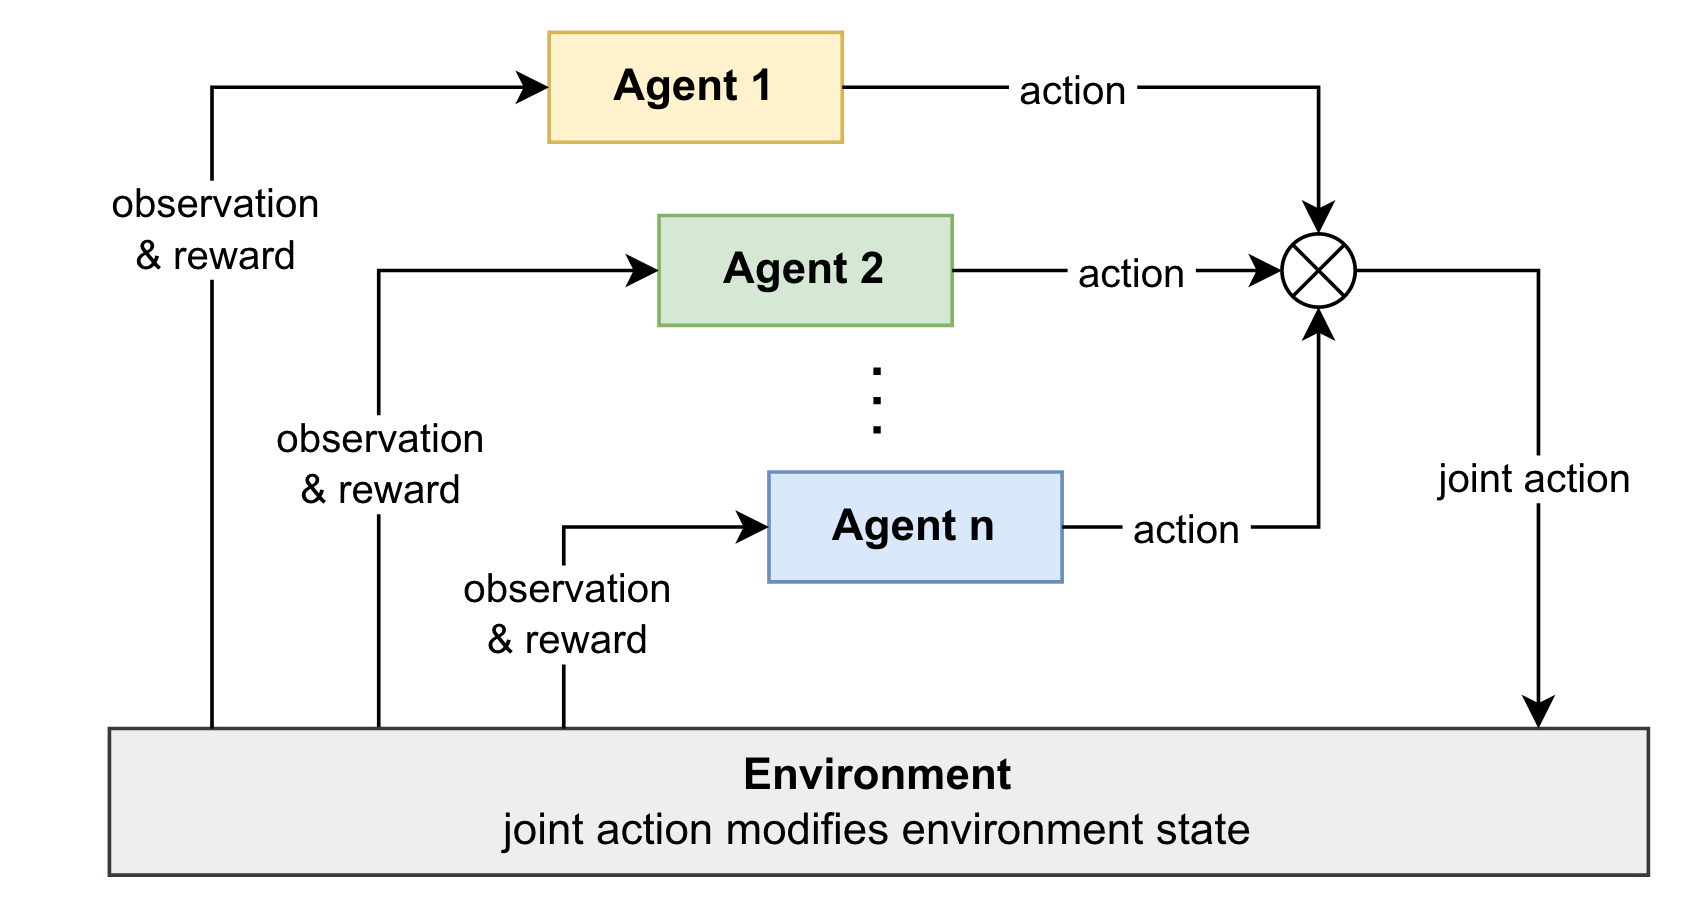 Agent 1
action
observation
& reward
Agent 2
action
observation
& reward
joint action
Agent n
action
observation
& reward
Environment
joint action modifies environment state